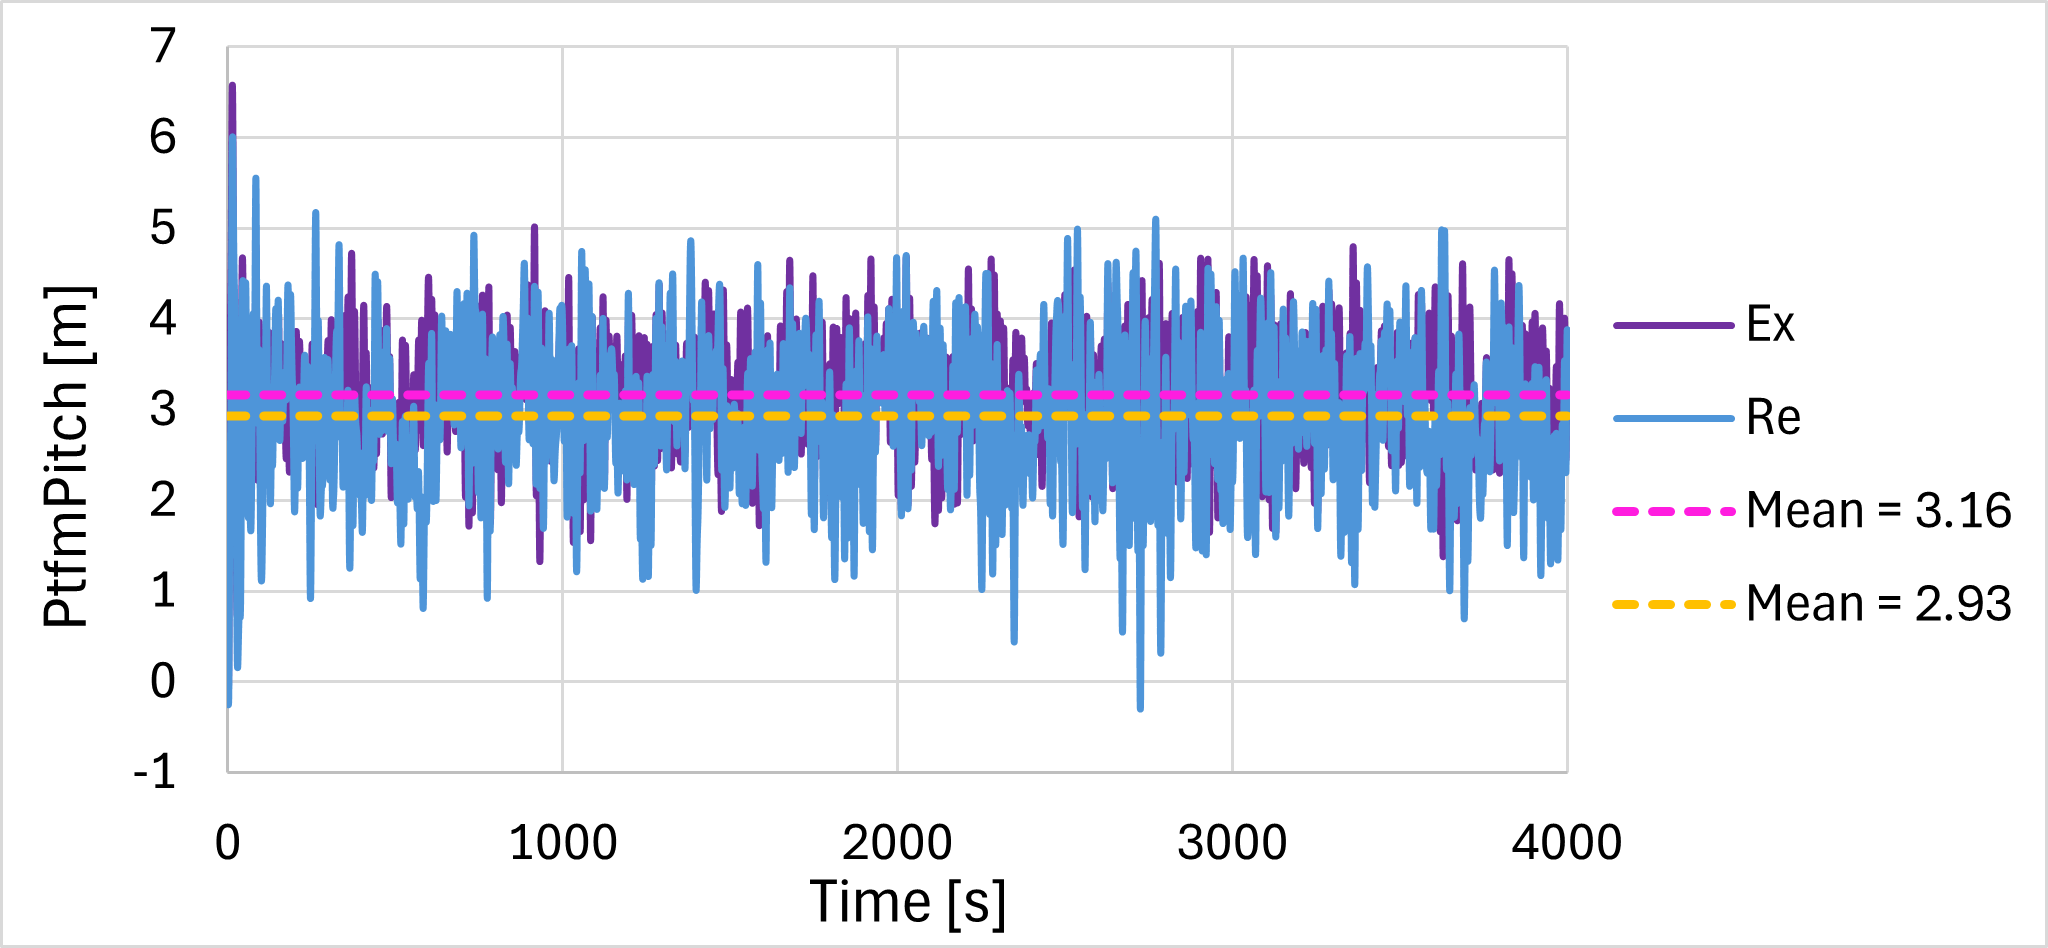 7
6
5
4
3
2
1
0
-1
PtfmPitch [m]
0 1000 2000 3000 4000
Time [s]
Ex
Re
Mean = 3.16
Mean = 2.93